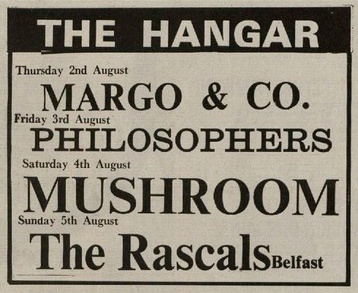 THE HANGAR
Thursday 2nd August
MARGO & CO.
Friday 3rd August
PHILOSOPHERS
Saturday 4th August
MUSHROOM
Sunday 5th August
The Rascals Belfast